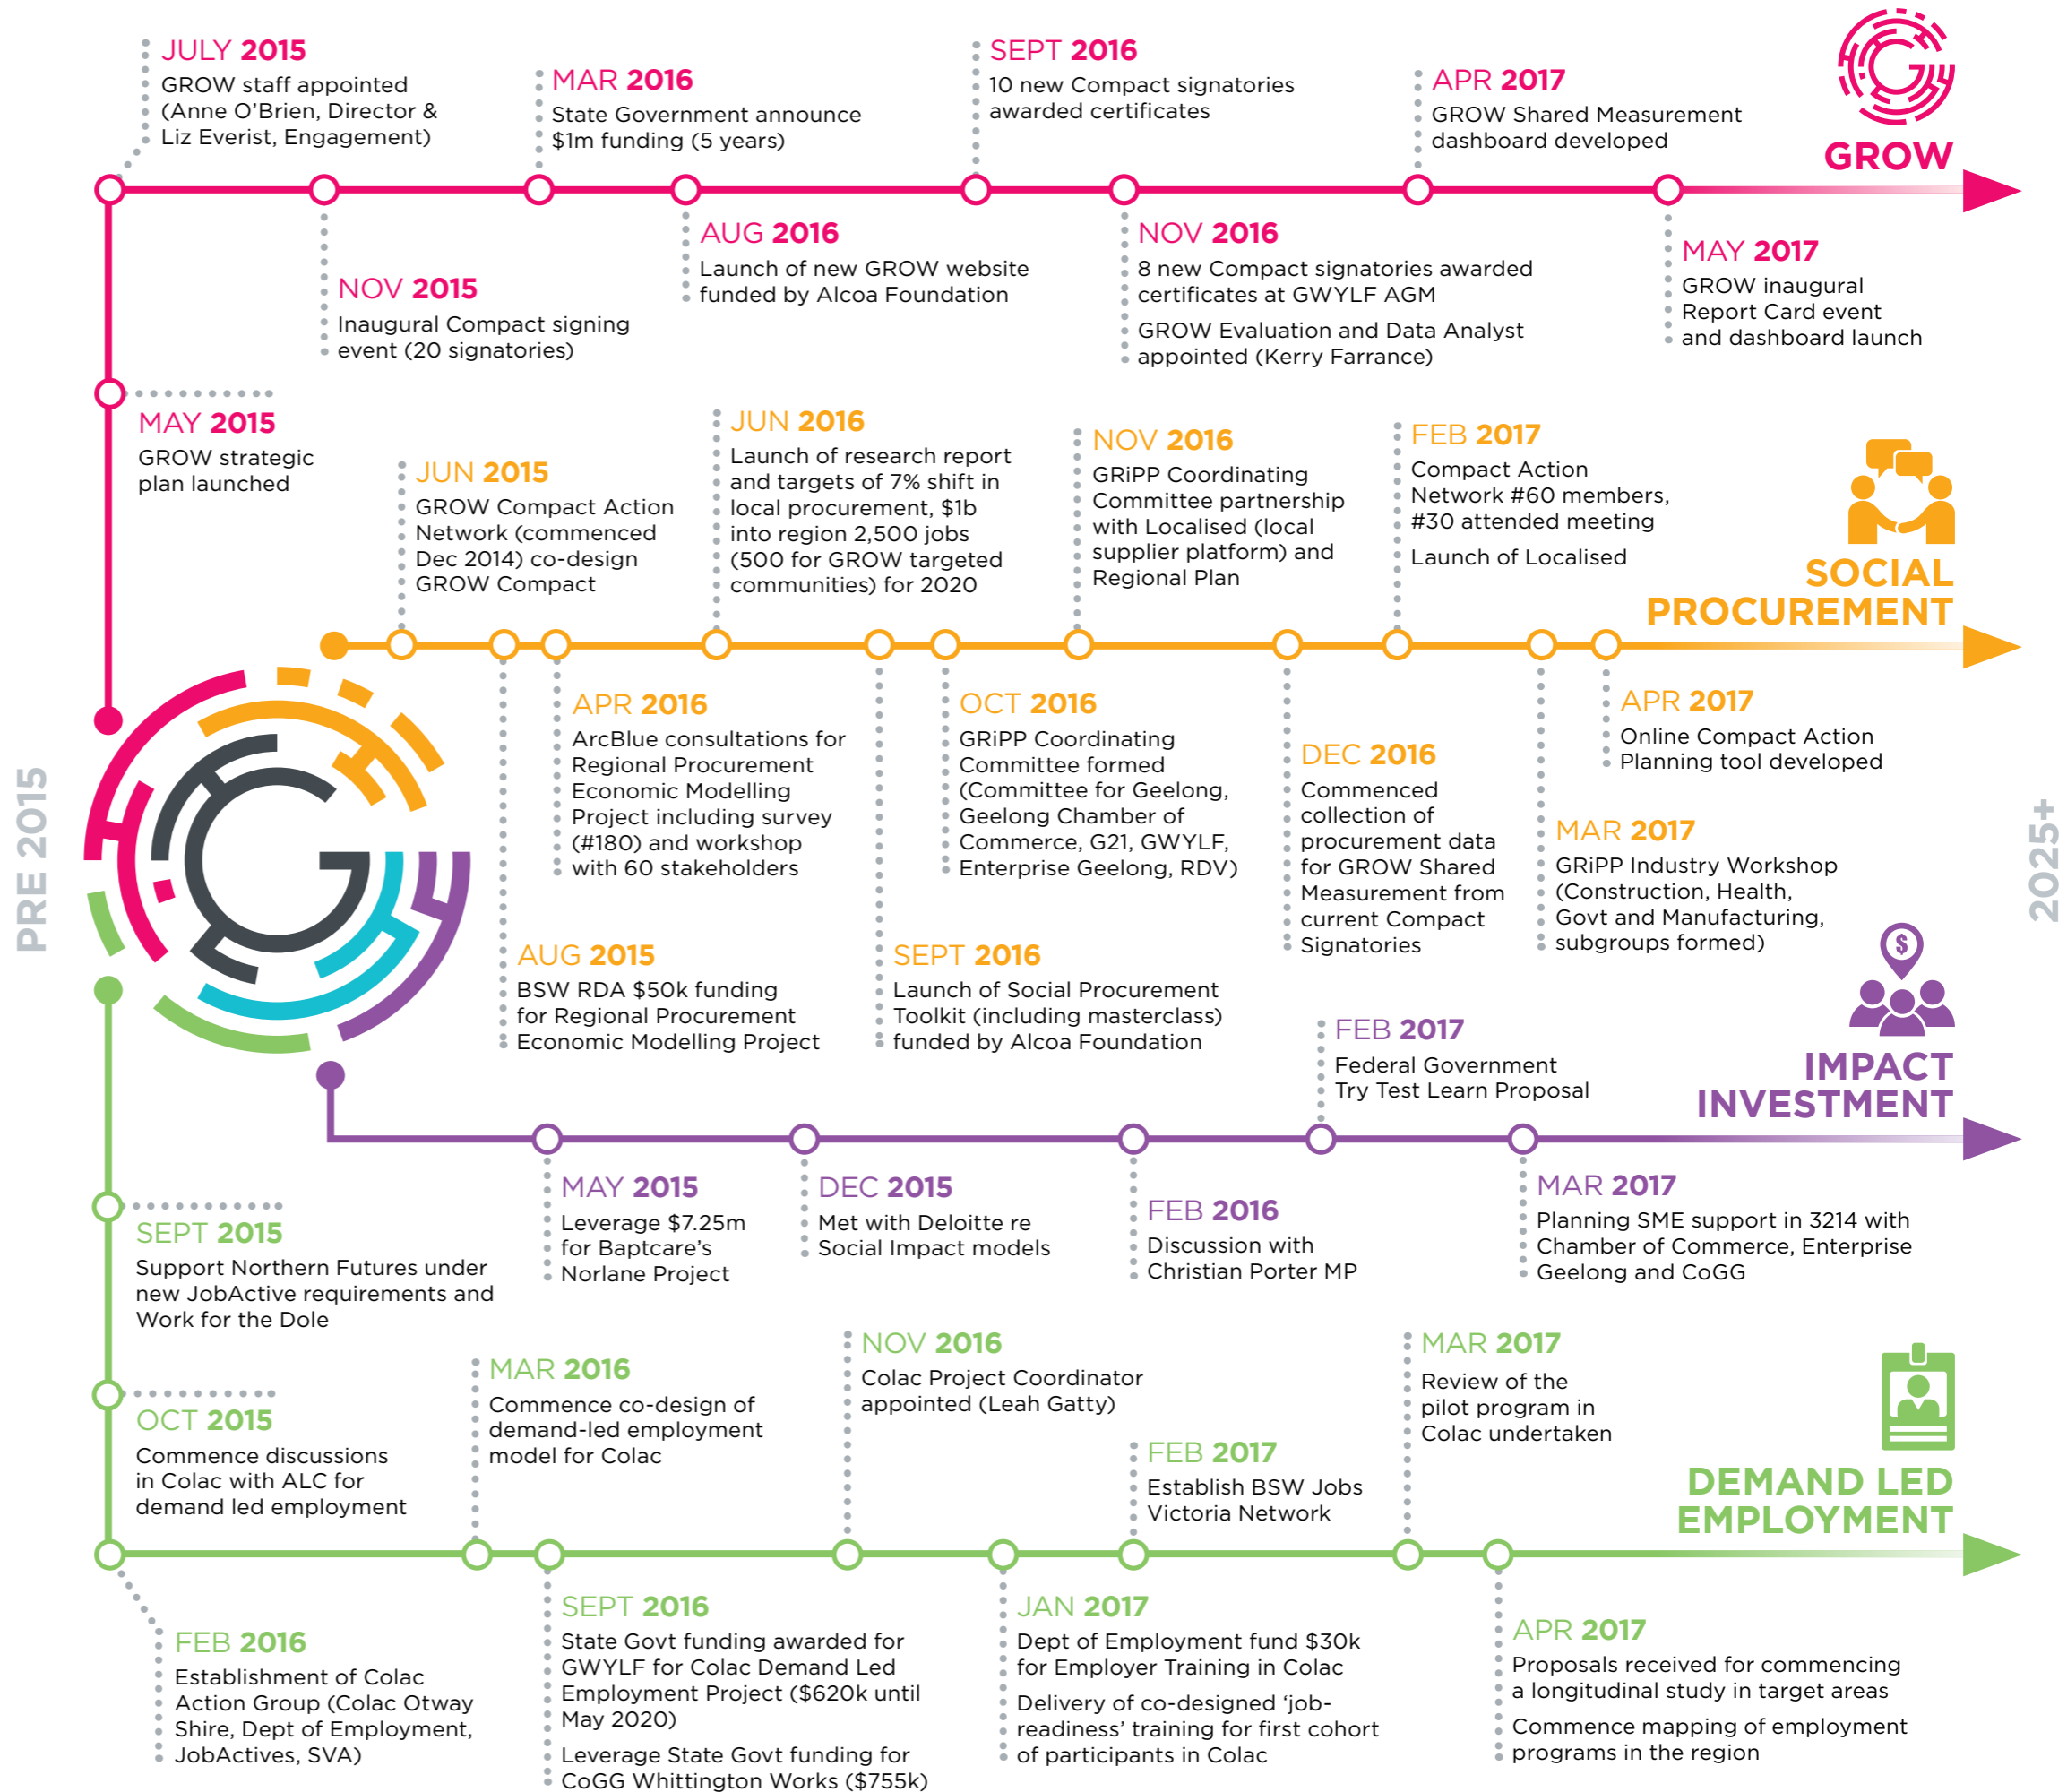 JULY 2015
GROW staff appointed
(Anne O'Brien, Director &
Liz Everist, Engagement)
MAR 2016
State Government announce
$1m funding (5 years)
SEPT 2016
10 new Compact signatories
awarded certificates
APR 2017
GROW Shared Measurement
dashboard developed
GROW
NOV 2015
Inaugural Compact signing
event (20 signatories)
AUG 2016
Launch of new GROW website
funded by Alcoa Foundation
NOV 2016
8 new Compact signatories awarded
certificates at GWYLF AGM
GROW Evaluation and Data Analyst
appointed (Kerry Farrance)
MAY 2017
GROW inaugural
Report Card event
and dashboard launch
MAY 2015
GROW strategic
plan launched
JUN 2015
GROW Compact Action
Network (commenced
Dec 2014) co-design
GROW Compact
JUN 2016
Launch of research report
and targets of 7% shift in
local procurement, $1b
into region 2,500 jobs
(500 for GROW targeted
communities) for 2020
NOV 2016
GRiPP Coordinating
Committee partnership
with Localised (local
supplier platform) and
Regional Plan
FEB 2017
Compact Action
Network #60 members,
#30 attended meeting
Launch of Localised
SOCIAL
PROCUREMENT
APR 2016
ArcBlue consultations for
Regional Procurement
Economic Modelling
Project including survey
(#180) and workshop
with 60 stakeholders
OCT 2016
GRiPP Coordinating
Committee formed
(Committee for Geelong,
Geelong Chamber of
Commerce, G21, GWYLF,
Enterprise Geelong, RDV)
DEC 2016
Commenced
collection of
procurement data
for GROW Shared
Measurement from
current Compact
Signatories
APR 2017
Online Compact Action
Planning tool developed
MAR 2017
GRiPP Industry Workshop
(Construction, Health,
Govt and Manufacturing,
subgroups formed)
PRE 2015
2025+
AUG 2015
BSW RDA $50k funding
for Regional Procurement
Economic Modelling Project
SEPT 2016
Launch of Social Procurement
Toolkit (including masterclass)
funded by Alcoa Foundation
FEB 2017
Federal Government
Try Test Learn Proposal
$
IMPACT
INVESTMENT
MAY 2015
Leverage $7.25m
for Baptcare's
Norlane Project
DEC 2015
Met with Deloitte re
Social Impact models
FEB 2016
Discussion with
Christian Porter MP
MAR 2017
Planning SME support in 3214 with
Chamber of Commerce, Enterprise
Geelong and CoGG
SEPT 2015
Support Northern Futures under
new JobActive requirements and
Work for the Dole
OCT 2015
Commence discussions
in Colac with ALC for
demand led employment
MAR 2016
Commence co-design of
demand-led employment
model for Colac
NOV 2016
Colac Project Coordinator
appointed (Leah Gatty)
FEB 2017
Establish BSW Jobs
Victoria Network
MAR 2017
Review of the
pilot program in
Colac undertaken
DEMAND LED
EMPLOYMENT
FEB 2016
Establishment of Colac
Action Group (Colac Otway
Shire, Dept of Employment,
JobActives, SVA)
SEPT 2016
State Govt funding awarded for
GWYLF for Colac Demand Led
Employment Project ($620k until
May 2020)
Leverage State Govt funding for
CoGG Whittington Works ($755k)
JAN 2017
Dept of Employment fund $30k
for Employer Training in Colac
Delivery of co-designed 'job-
readiness' training for first cohort
of participants in Colac
APR 2017
Proposals received for commencing
a longitudinal study in target areas
Commence mapping of employment
programs in the region